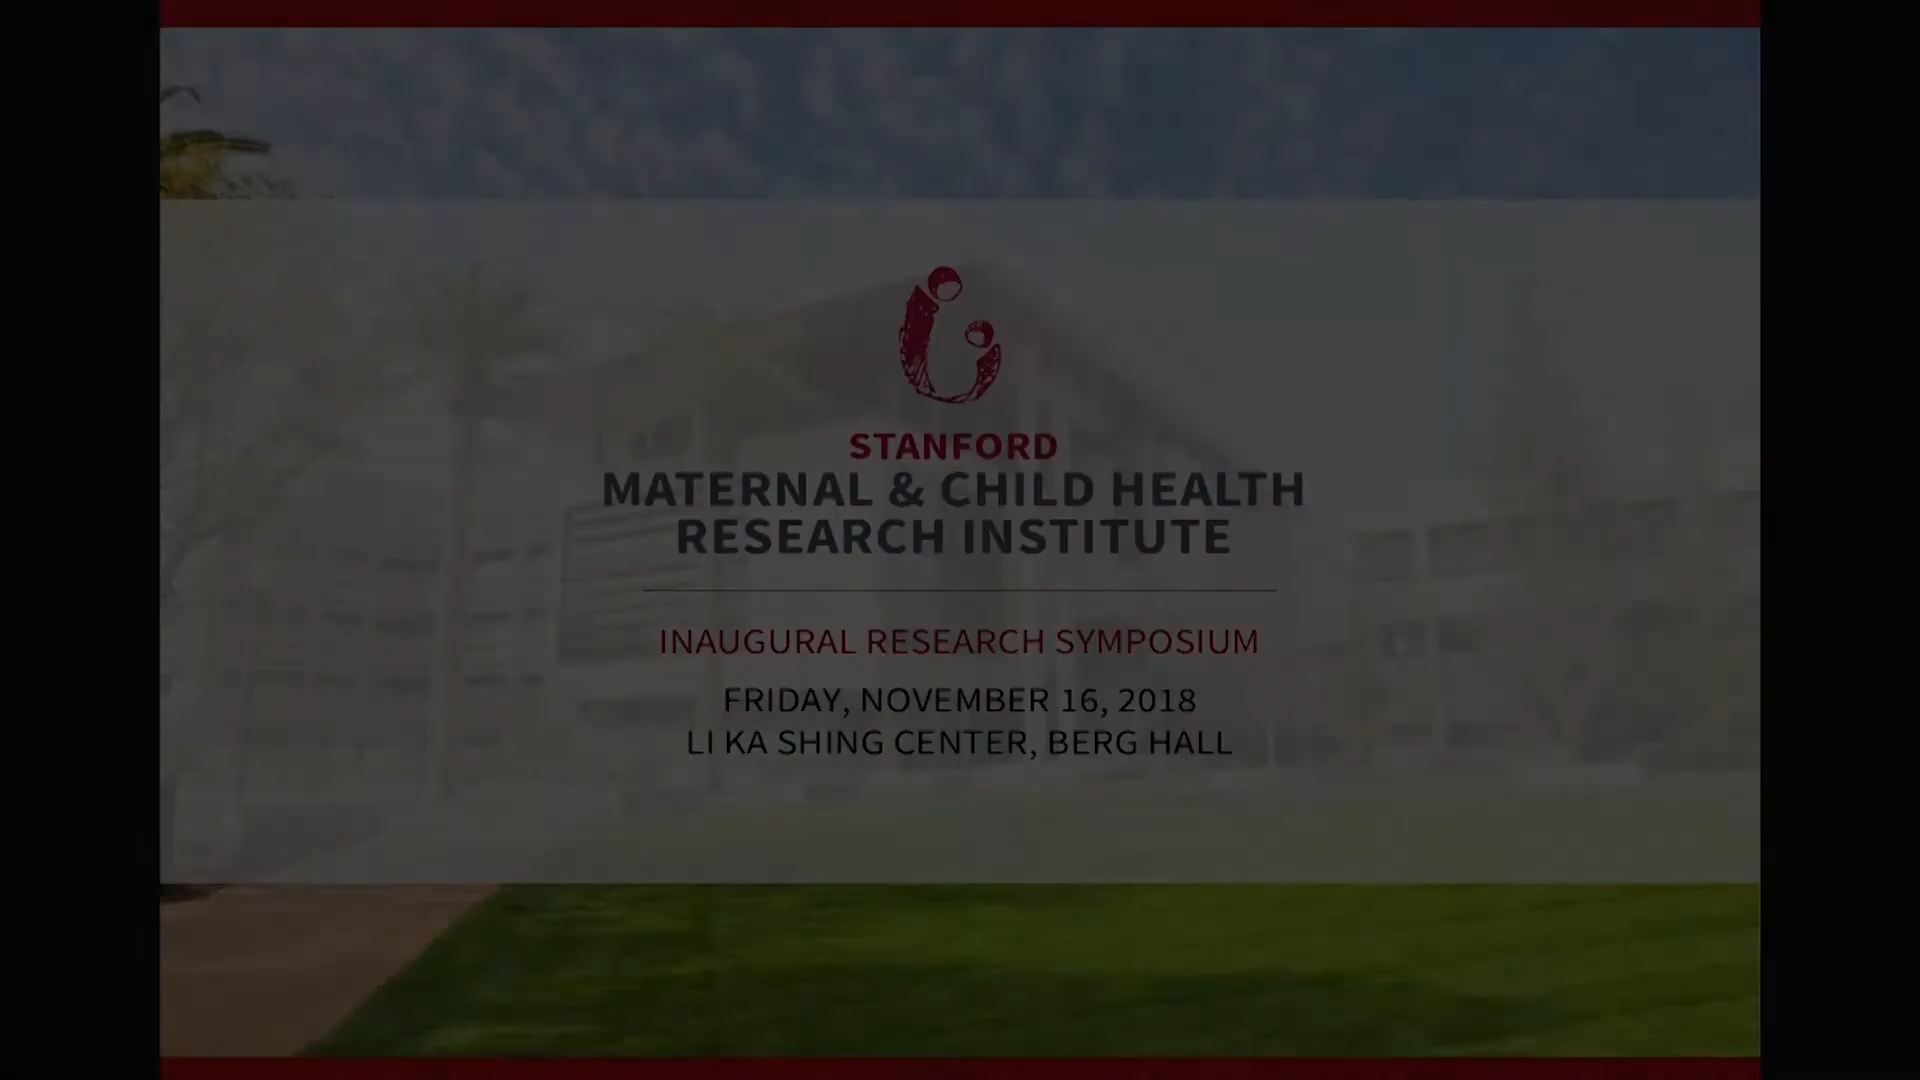 STANFORD
MATERNAL & CHILD HEALTH
RESEARCH INSTITUTE
INAUGURAL RESEARCH SYMPOSIUM
FRIDAY, NOVEMBER 16, 2018
LI KA SHING CENTER, BERG HALL